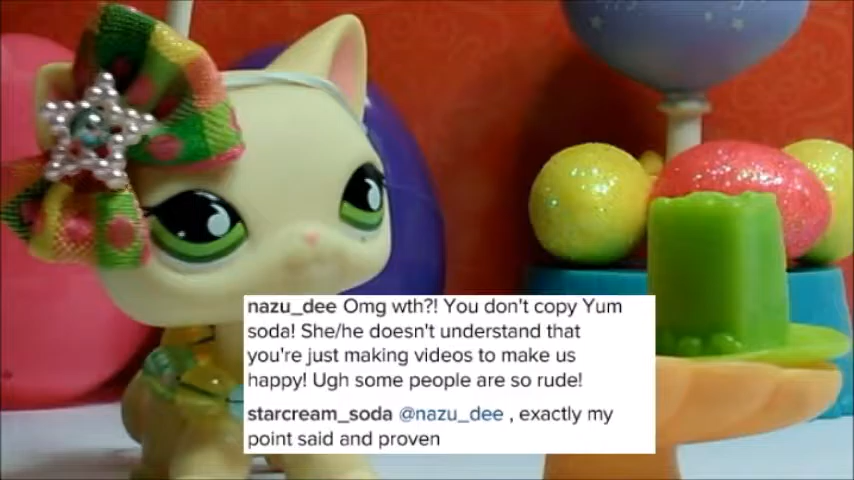 nazu_dee Omg wth?! You don't copy Yum
soda! She/he doesn't understand that
you're just making videos to make us
happy! Ugh some people are so rude!
starcream_soda @nazu_dee , exactly my
point said and proven